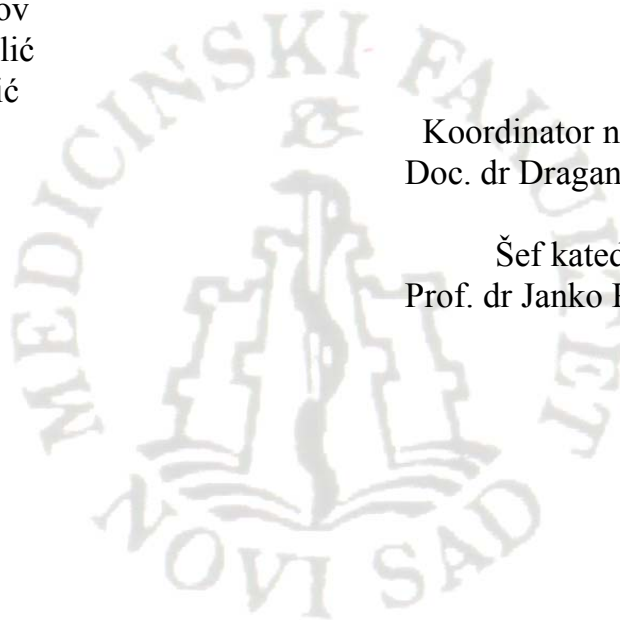 ov
lić
ić
Koordinator n
Doc. dr Dragan
Šef kated
Prof. dr Janko
MEDICINSKI FAKULTET
NOVI SAD